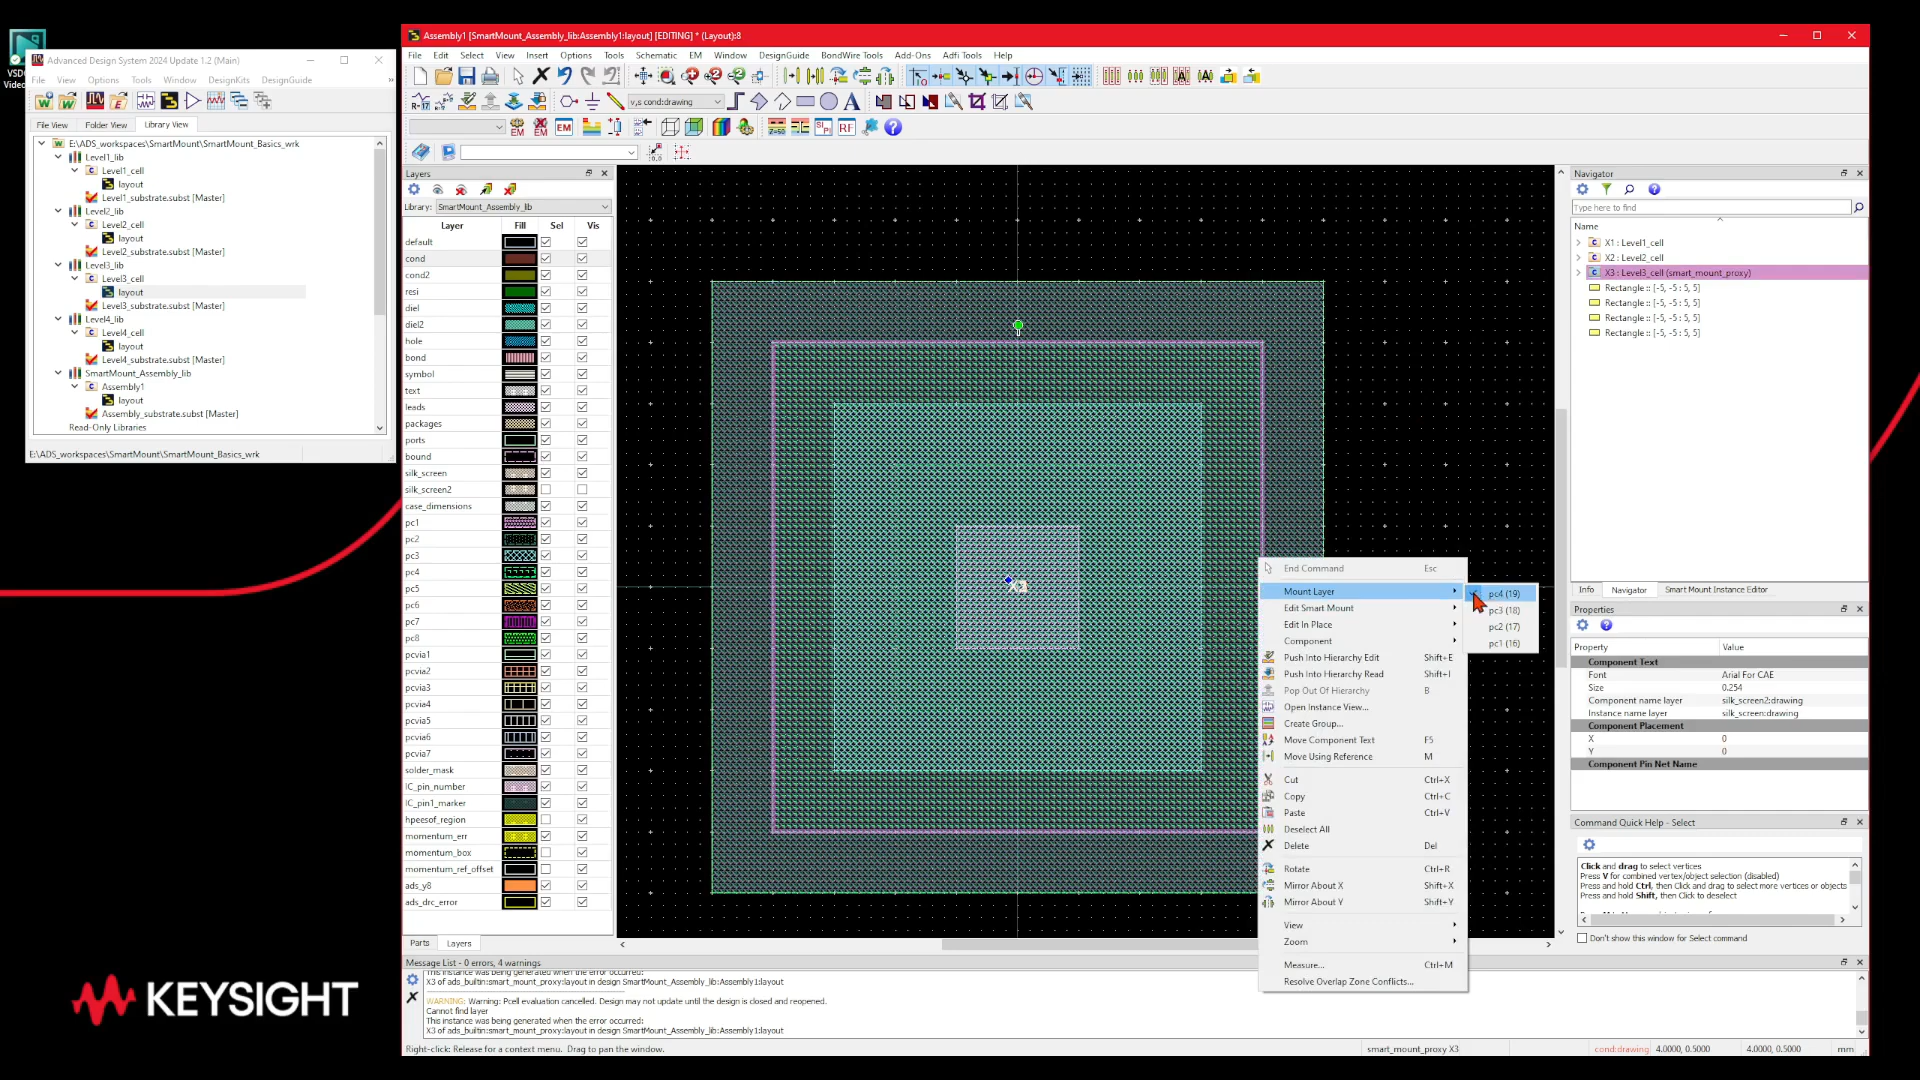 VSD
Video
Advanced Design System 2024 Update 1.2 (Main)
File View Options Tools Window DesignKits DesignGuide
File View Folder View Library View
E:\ADS_workspaces\SmartMount\SmartMount_Basics_wrk
Level1_lib
Level1_cell
layout
Level1_substrate.subst [Master]
Level2_lib
Level2_cell
layout
Level2_substrate.subst [Master]
Level3_lib
Level3_cell
layout
Level3_substrate.subst [Master]
Level4_lib
Level4_cell
layout
Level4_substrate.subst [Master]
SmartMount_Assembly_lib
Assembly1
layout
Assembly_substrate.subst [Master]
Read-Only Libraries
E:\ADS_workspaces\SmartMount\SmartMount_Basics_wrk
KEYSIGHT
Assembly1 [SmartMount_Assembly_lib:Assembly1:layout] [EDITING] * (Layout):8
File Edit Select View Insert Options Tools Schematic EM Window DesignGuide BondWire Tools Add-Ons Adfi Tools Help
v,s cond:drawing
Layers
Library: SmartMount_Assembly_lib
Layer Fill Sel Vis
default
cond
cond2
resi
diel
diel2
hole
bond
symbol
text
leads
packages
ports
bound
silk_screen
silk_screen2
case_dimensions
pc1
pc2
pc3
pc4
pc5
pc6
pc7
pc8
pcvia1
pcvia2
pcvia3
pcvia4
pcvia5
pcvia6
pcvia7
solder_mask
IC_pin_number
IC_pin1_marker
hpeesof_region
momentum_err
momentum_box
momentum_ref_offset
ads_y8
ads_drc_error
Parts Layers
End Command Esc
Mount Layer
Edit Smart Mount
Edit In Place
Component
Push Into Hierarchy Edit Shift+E
Push Into Hierarchy Read Shift+I
Pop Out Of Hierarchy B
Open Instance View...
Create Group...
Move Component Text F5
Move Using Reference M
Cut Ctrl+X
Copy Ctrl+C
Paste Ctrl+V
Deselect All
Delete Del
Rotate Ctrl+R
Mirror About X Shift+X
Mirror About Y Shift+Y
View
Zoom
Measure... Ctrl+M
Resolve Overlap Zone Conflicts...
pc4 (19)
pc3 (18)
pc2 (17)
pc1 (16)
Navigator
Type here to find
Name
X1 : Level1_cell
X2 : Level2_cell
X3 : Level3_cell (smart_mount_proxy)
Rectangle :: [-5, -5 : 5, 5]
Rectangle :: [-5, -5 : 5, 5]
Rectangle :: [-5, -5 : 5, 5]
Rectangle :: [-5, -5 : 5, 5]
Info Navigator Smart Mount Instance Editor
Properties
Property Value
Component Text
Font Arial For CAE
Size 0.254
Component name layer silk_screen2:drawing
Instance name layer silk_screen:drawing
Component Placement
X 0
Y 0
Component Pin Net Name
Command Quick Help - Select
Click and drag to select vertices
Press V for combined vertex/object selection (disabled)
Press and hold Ctrl, then Click and drag to select more vertices or objects
Press and hold Shift, then Click to deselect
Don't show this window for Select command
Message List - 0 errors, 4 warnings
This instance was being generated when the error occurred:
X3 of ads_builtin:smart_mount_proxy:layout in design SmartMount_Assembly_lib:Assembly1:layout
WARNING: Warning: Pcell evaluation cancelled. Design may not update until the design is closed and reopened.
Cannot find layer
This instance was being generated when the error occurred:
X3 of ads_builtin:smart_mount_proxy:layout in design SmartMount_Assembly_lib:Assembly1:layout
Right-click: Release for a context menu. Drag to pan the window.
smart_mount_proxy X3
cond:drawing 4.0000, 0.5000 4.0000, 0.5000 mm